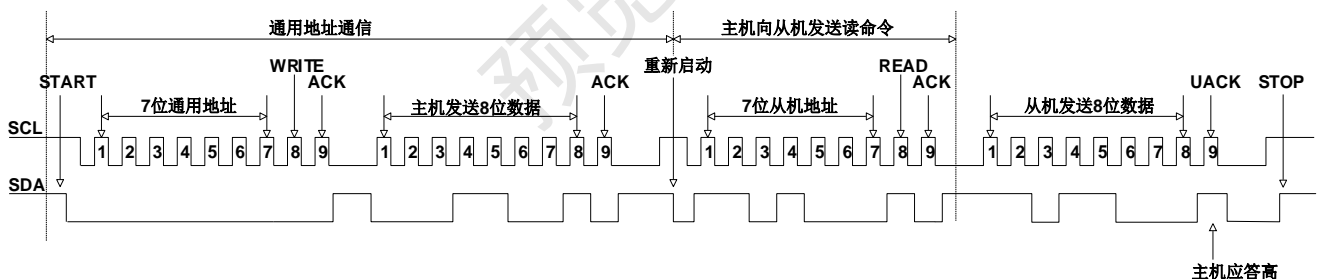 预览
通用地址通信 主机向从机发送读命令
START WRITE ACK ACK 重新启动 READ ACK UACK STOP
7位通用地址 主机发送8位数据 7位从机地址 从机发送8位数据
SCL 1 2 3 4 5 6 7 8 9 1 2 3 4 5 6 7 8 9 1 2 3 4 5 6 7 8 9 1 2 3 4 5 6 7 8 9
SDA
主机应答高